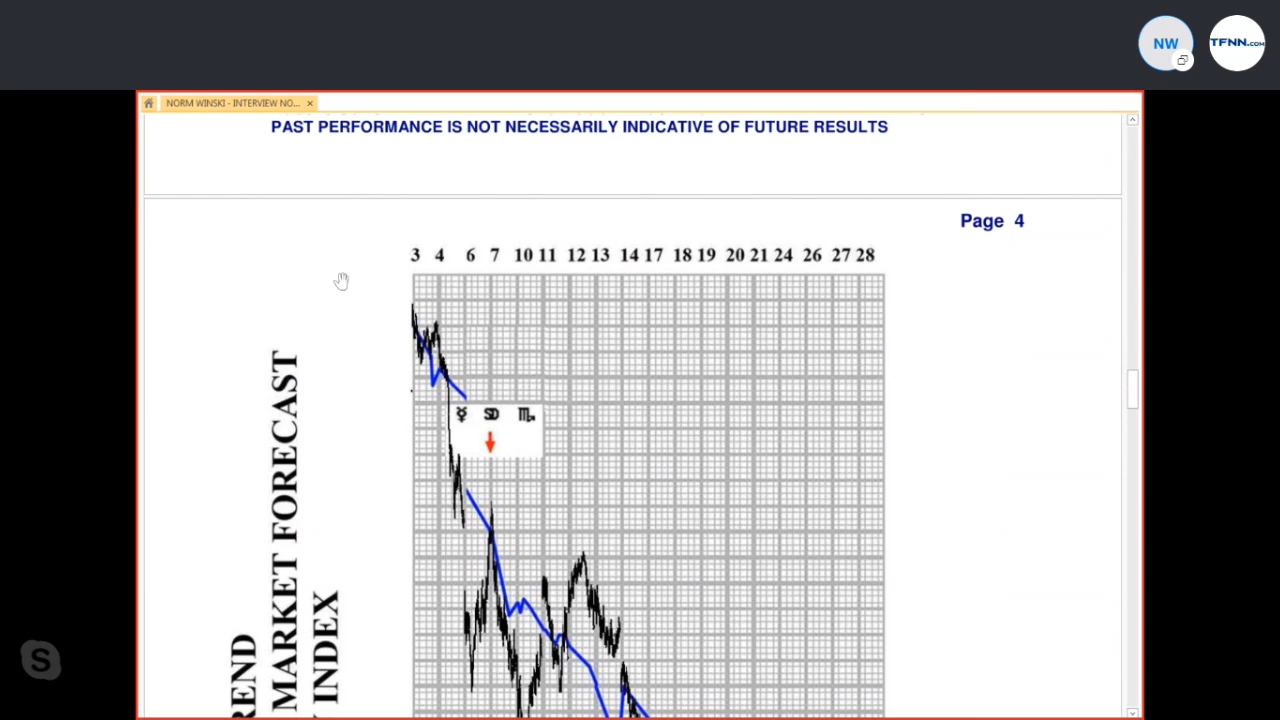 NW
TFNN.COM
NORM WINSKI - INTERVIEW NO...
PAST PERFORMANCE IS NOT NECESSARILY INDICATIVE OF FUTURE RESULTS
Page 4
3 4 6 7 10 11 12 13 14 17 18 19 20 21 24 26 27 28
MARKET FORECAST
INDEX
☿ SD ♏
S